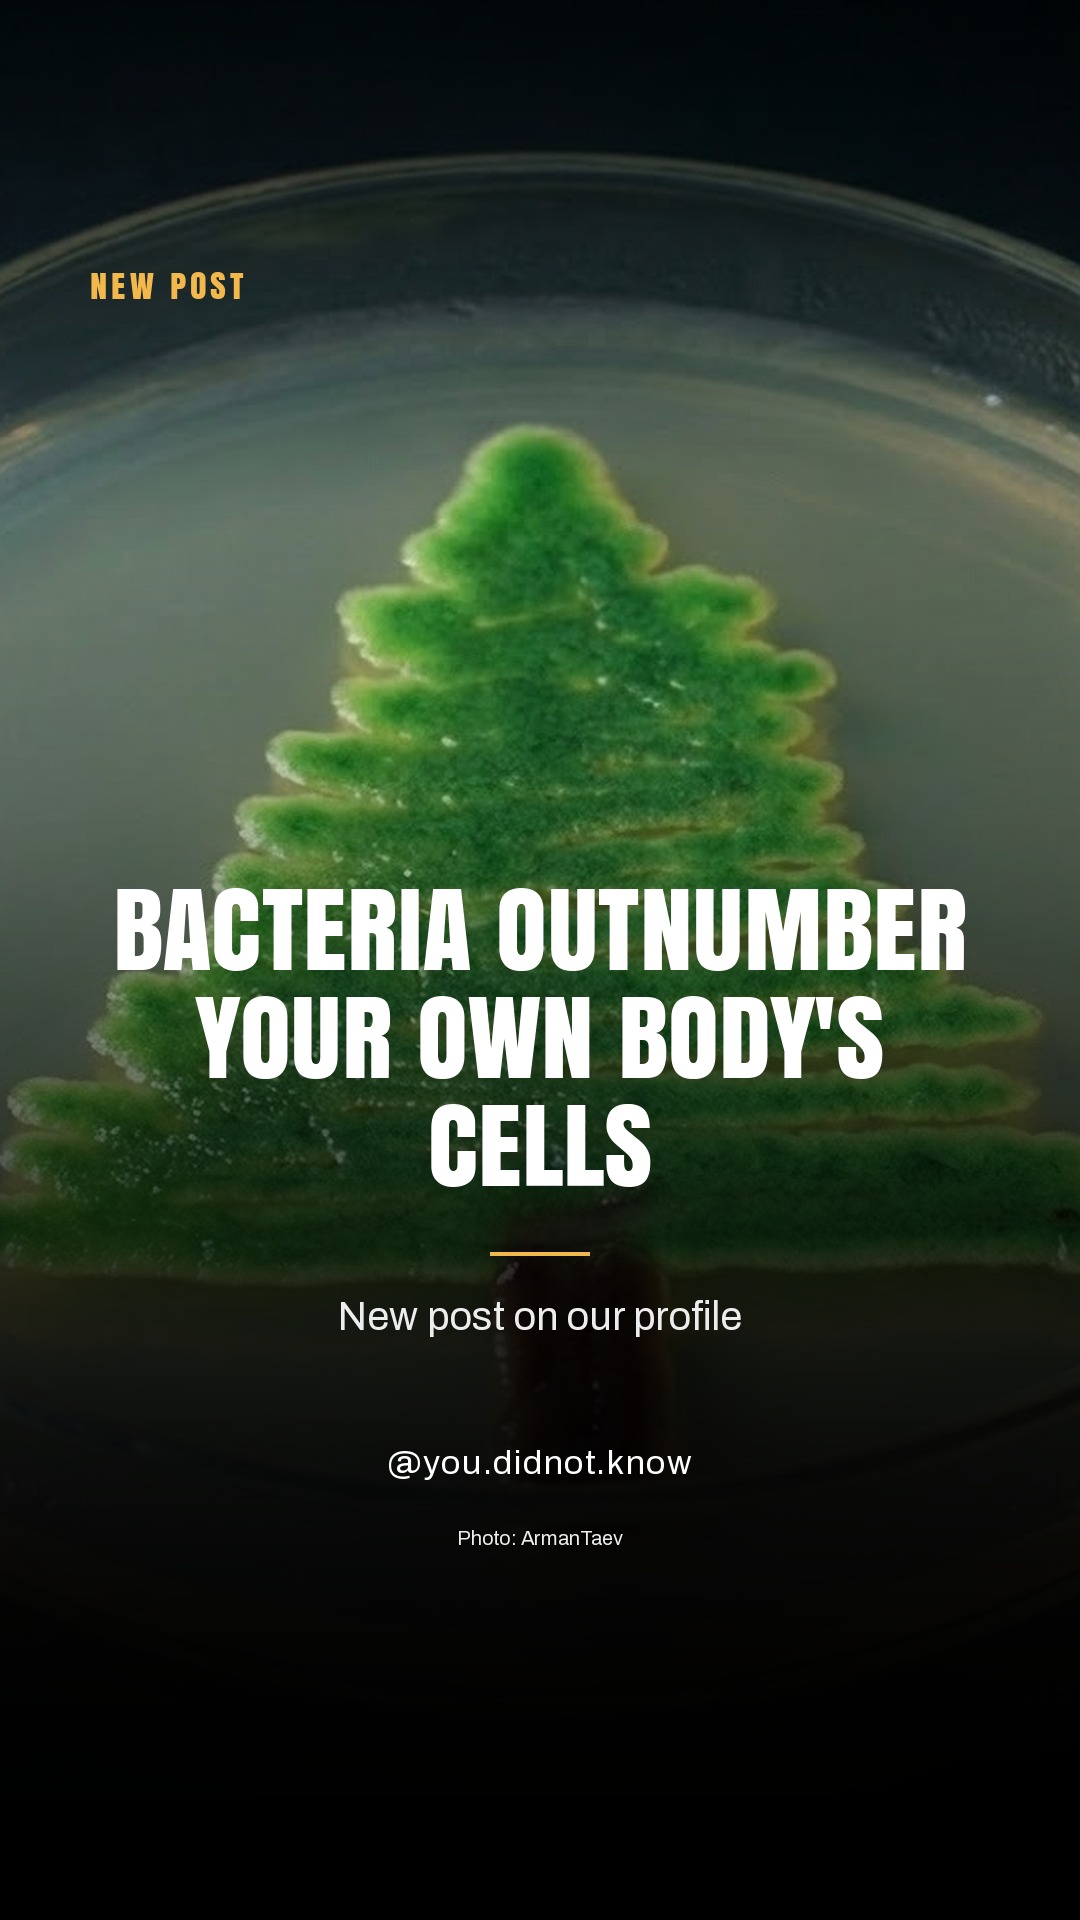 NEW POST
BACTERIA OUTNUMBER
YOUR OWN BODY'S
CELLS
New post on our profile
@you.didnot.know
Photo: ArmanTaev